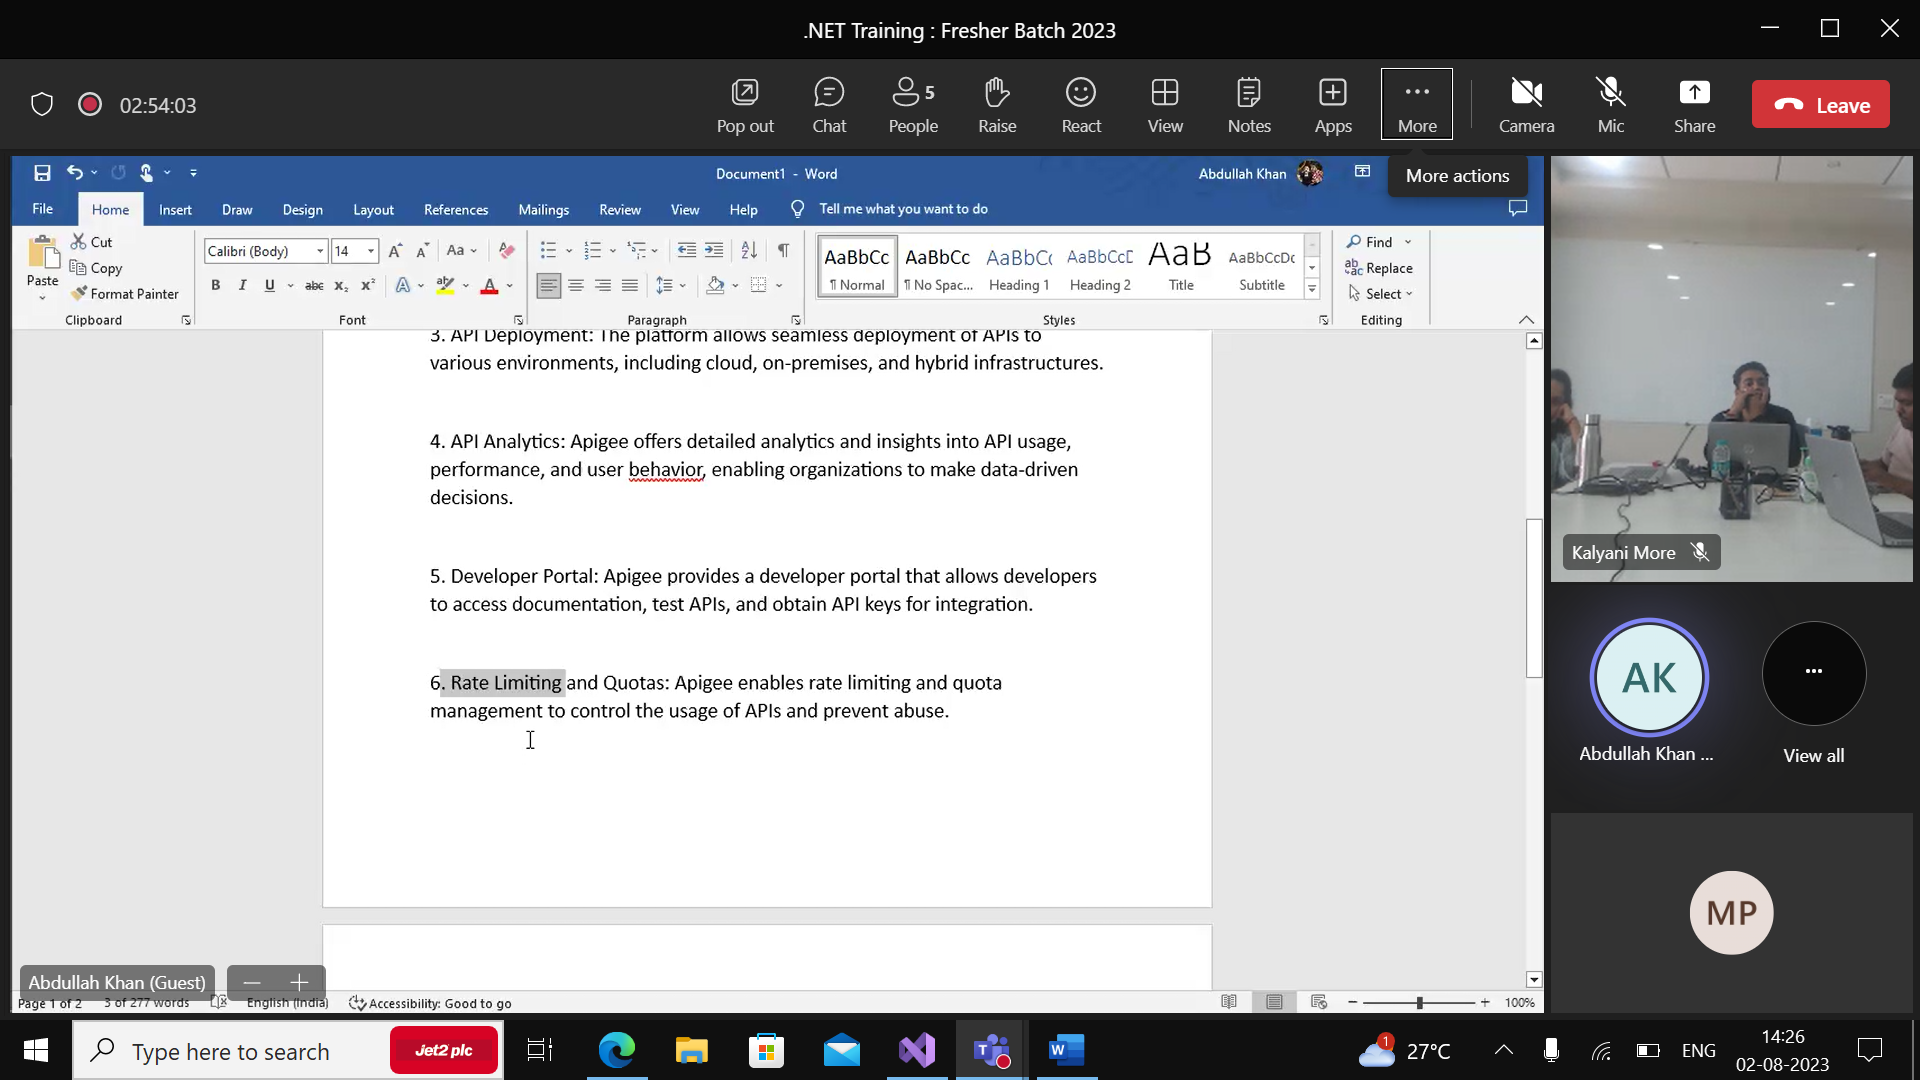 .NET Training : Fresher Batch 2023
02:54:03
Pop out
Chat
5
People
Raise
React
View
Notes
Apps
More
Camera
Mic
Share
Leave
Document1 - Word
Abdullah Khan
More actions
File
Home
Insert
Draw
Design
Layout
References
Mailings
Review
View
Help
Tell me what you want to do
Paste
Cut
Copy
Format Painter
Clipboard
Calibri (Body)
14
Font
Paragraph
AaBbCc
¶ Normal
AaBbCc
¶ No Spac...
AaBbC
Heading 1
AaBbCcD
Heading 2
AaB
Title
AaBbCcD
Subtitle
Styles
Find
Replace
Select
Editing
3. API Deployment: The platform allows seamless deployment of APIs to
various environments, including cloud, on-premises, and hybrid infrastructures.
4. API Analytics: Apigee offers detailed analytics and insights into API usage,
performance, and user behavior, enabling organizations to make data-driven
decisions.
5. Developer Portal: Apigee provides a developer portal that allows developers
to access documentation, test APIs, and obtain API keys for integration.
6. Rate Limiting and Quotas: Apigee enables rate limiting and quota
management to control the usage of APIs and prevent abuse.
Abdullah Khan (Guest)
Page 1 of 2
3 of 277 words
English (India)
Accessibility: Good to go
100%
Kalyani More
AK
Abdullah Khan ...
View all
MP
Type here to search
Jet2 plc
1
27°C
ENG
14:26
02-08-2023